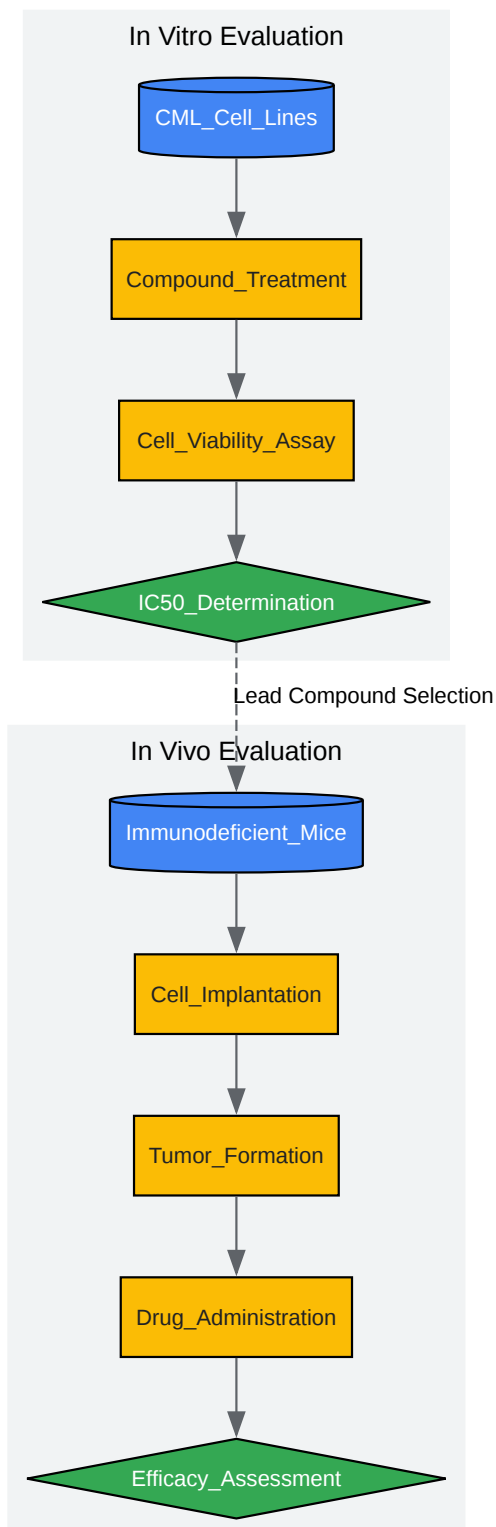 In Vitro Evaluation
CML_Cell_Lines
Compound_Treatment
Cell_Viability_Assay
IC50_Determination
Lead Compound Selection
In Vivo Evaluation
Immunodeficient_Mice
Cell_Implantation
Tumor_Formation
Drug_Administration
Efficacy_Assessment